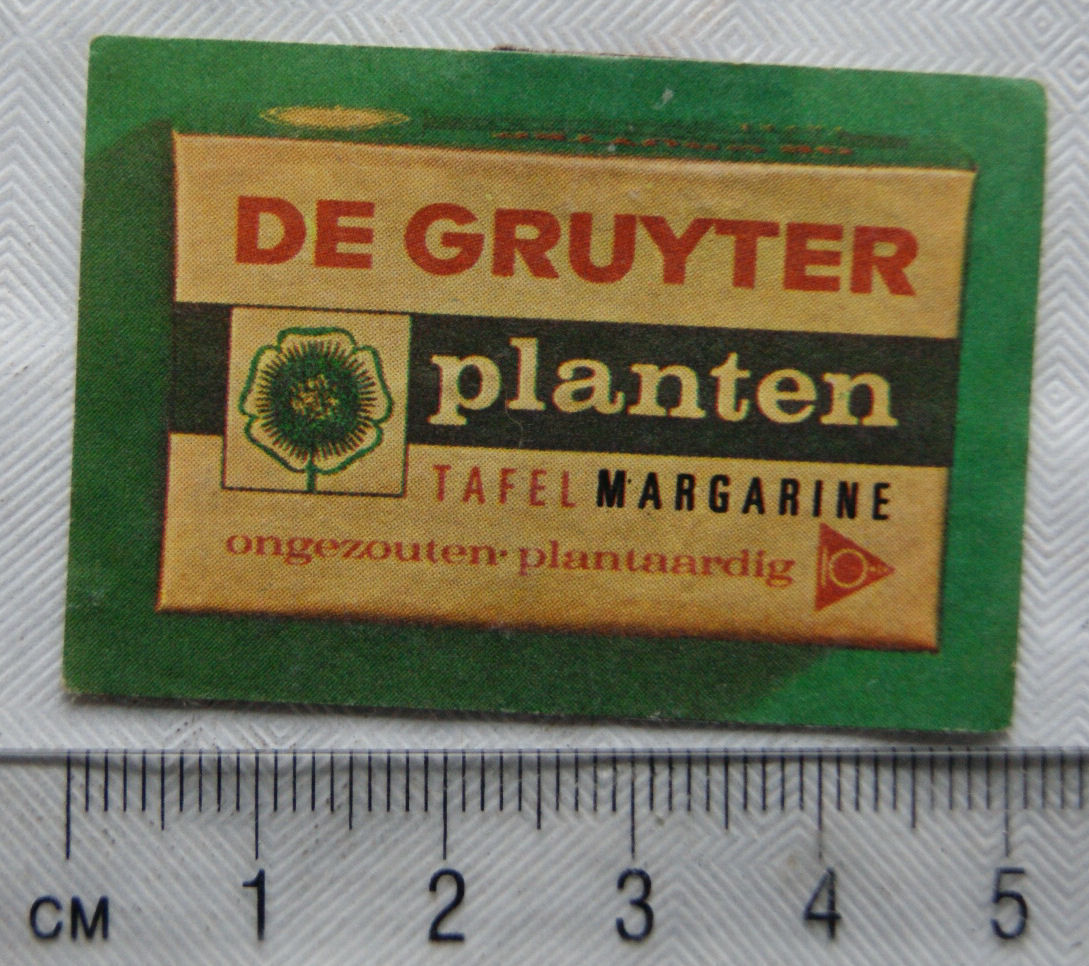 DE GRUYTER
planten
TAFEL MARGARINE
ongezouten·plantaardig
CM 1 2 3 4 5